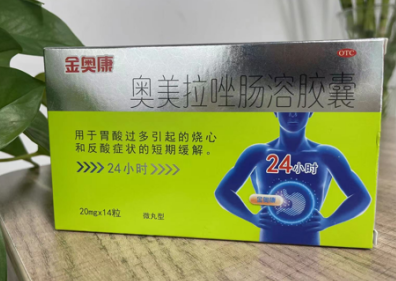 金奥康
OTC
奥美拉唑肠溶胶囊
用于胃酸过多引起的烧心
和反酸症状的短期缓解。
24小时
24小时
20mg×14粒
微丸型